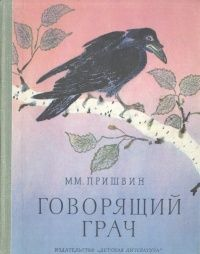 М.М. ПРИШВИН
ГОВОРЯЩИЙ
ГРАЧ
ИЗДАТЕЛЬСТВО „ДЕТСКАЯ ЛИТЕРАТУРА"